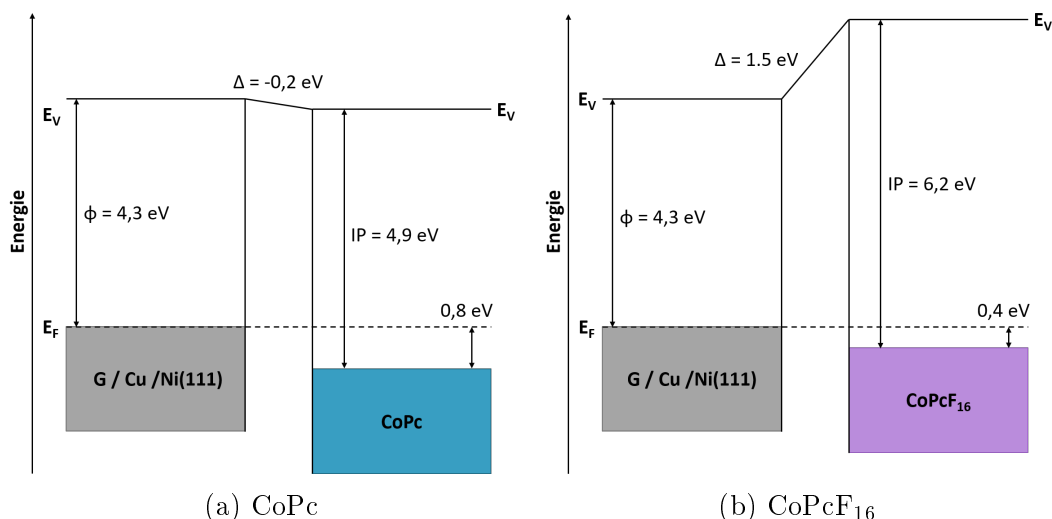 Energie
Δ = -0,2 eV
E_V
E_V
ϕ = 4,3 eV
IP = 4,9 eV
0,8 eV
E_F
G / Cu /Ni(111)
CoPc
(a) CoPc
Energie
E_V
Δ = 1.5 eV
E_V
IP = 6,2 eV
ϕ = 4,3 eV
0,4 eV
E_F
G / Cu /Ni(111)
CoPcF₁₆
(b) CoPcF₁₆